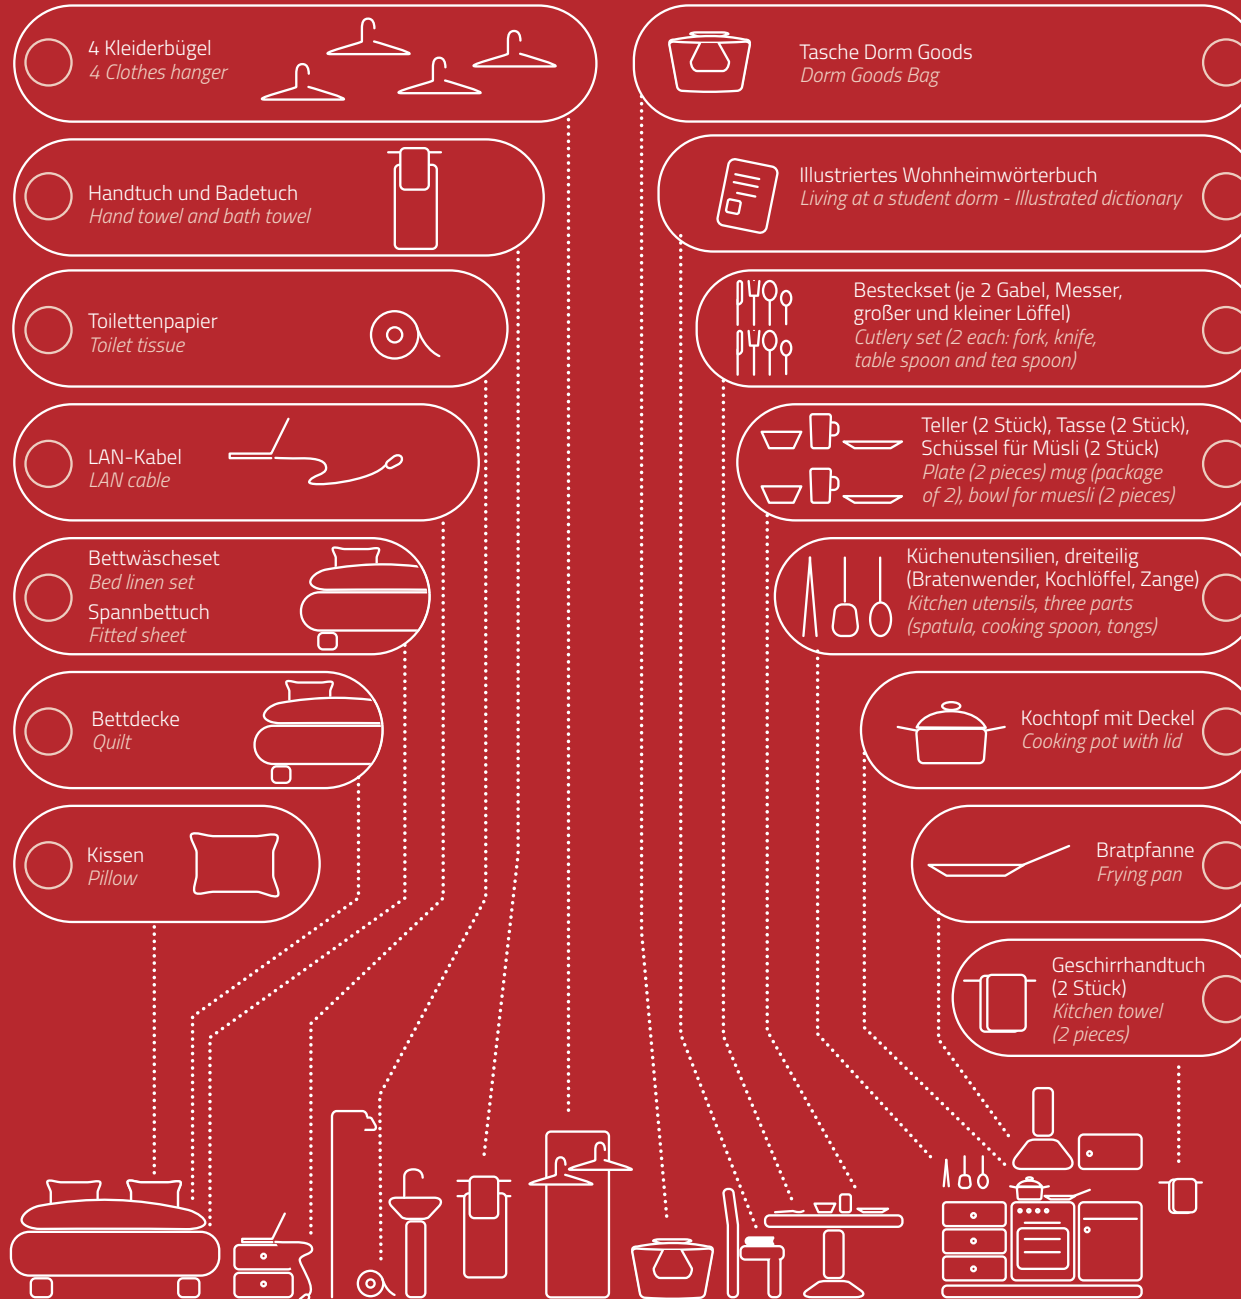 4 Kleiderbügel
4 Clothes hanger
Handtuch und Badetuch
Hand towel and bath towel
Toilettenpapier
Toilet tissue
LAN-Kabel
LAN cable
Bettwäscheset
Bed linen set
Spannbettuch
Fitted sheet
Bettdecke
Quilt
Kissen
Pillow
Tasche Dorm Goods
Dorm Goods Bag
Illustriertes Wohnheimwörterbuch
Living at a student dorm - Illustrated dictionary
Besteckset (je 2 Gabel, Messer,
großer und kleiner Löffel)
Cutlery set (2 each: fork, knife,
table spoon and tea spoon)
Teller (2 Stück), Tasse (2 Stück),
Schüssel für Müsli (2 Stück)
Plate (2 pieces) mug (package
of 2), bowl for muesli (2 pieces)
Küchenutensilien, dreiteilig
(Bratenwender, Kochlöffel, Zange)
Kitchen utensils, three parts
(spatula, cooking spoon, tongs)
Kochtopf mit Deckel
Cooking pot with lid
Bratpfanne
Frying pan
Geschirrhandtuch
(2 Stück)
Kitchen towel
(2 pieces)